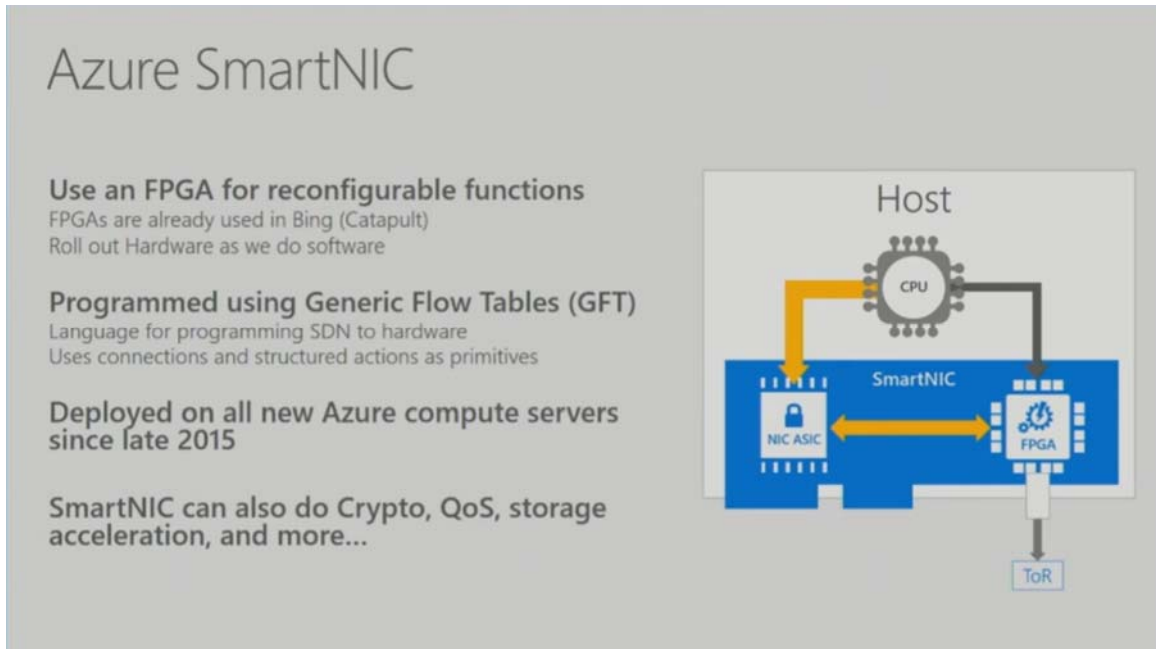 Azure SmartNIC
Use an FPGA for reconfigurable functions
FPGAs are already used in Bing (Catapult)
Roll out Hardware as we do software
Programmed using Generic Flow Tables (GFT)
Language for programming SDN to hardware
Uses connections and structured actions as primitives
Deployed on all new Azure compute servers
since late 2015
SmartNIC can also do Crypto, QoS, storage
acceleration, and more...
Host
CPU
SmartNIC
NIC ASIC
FPGA
ToR